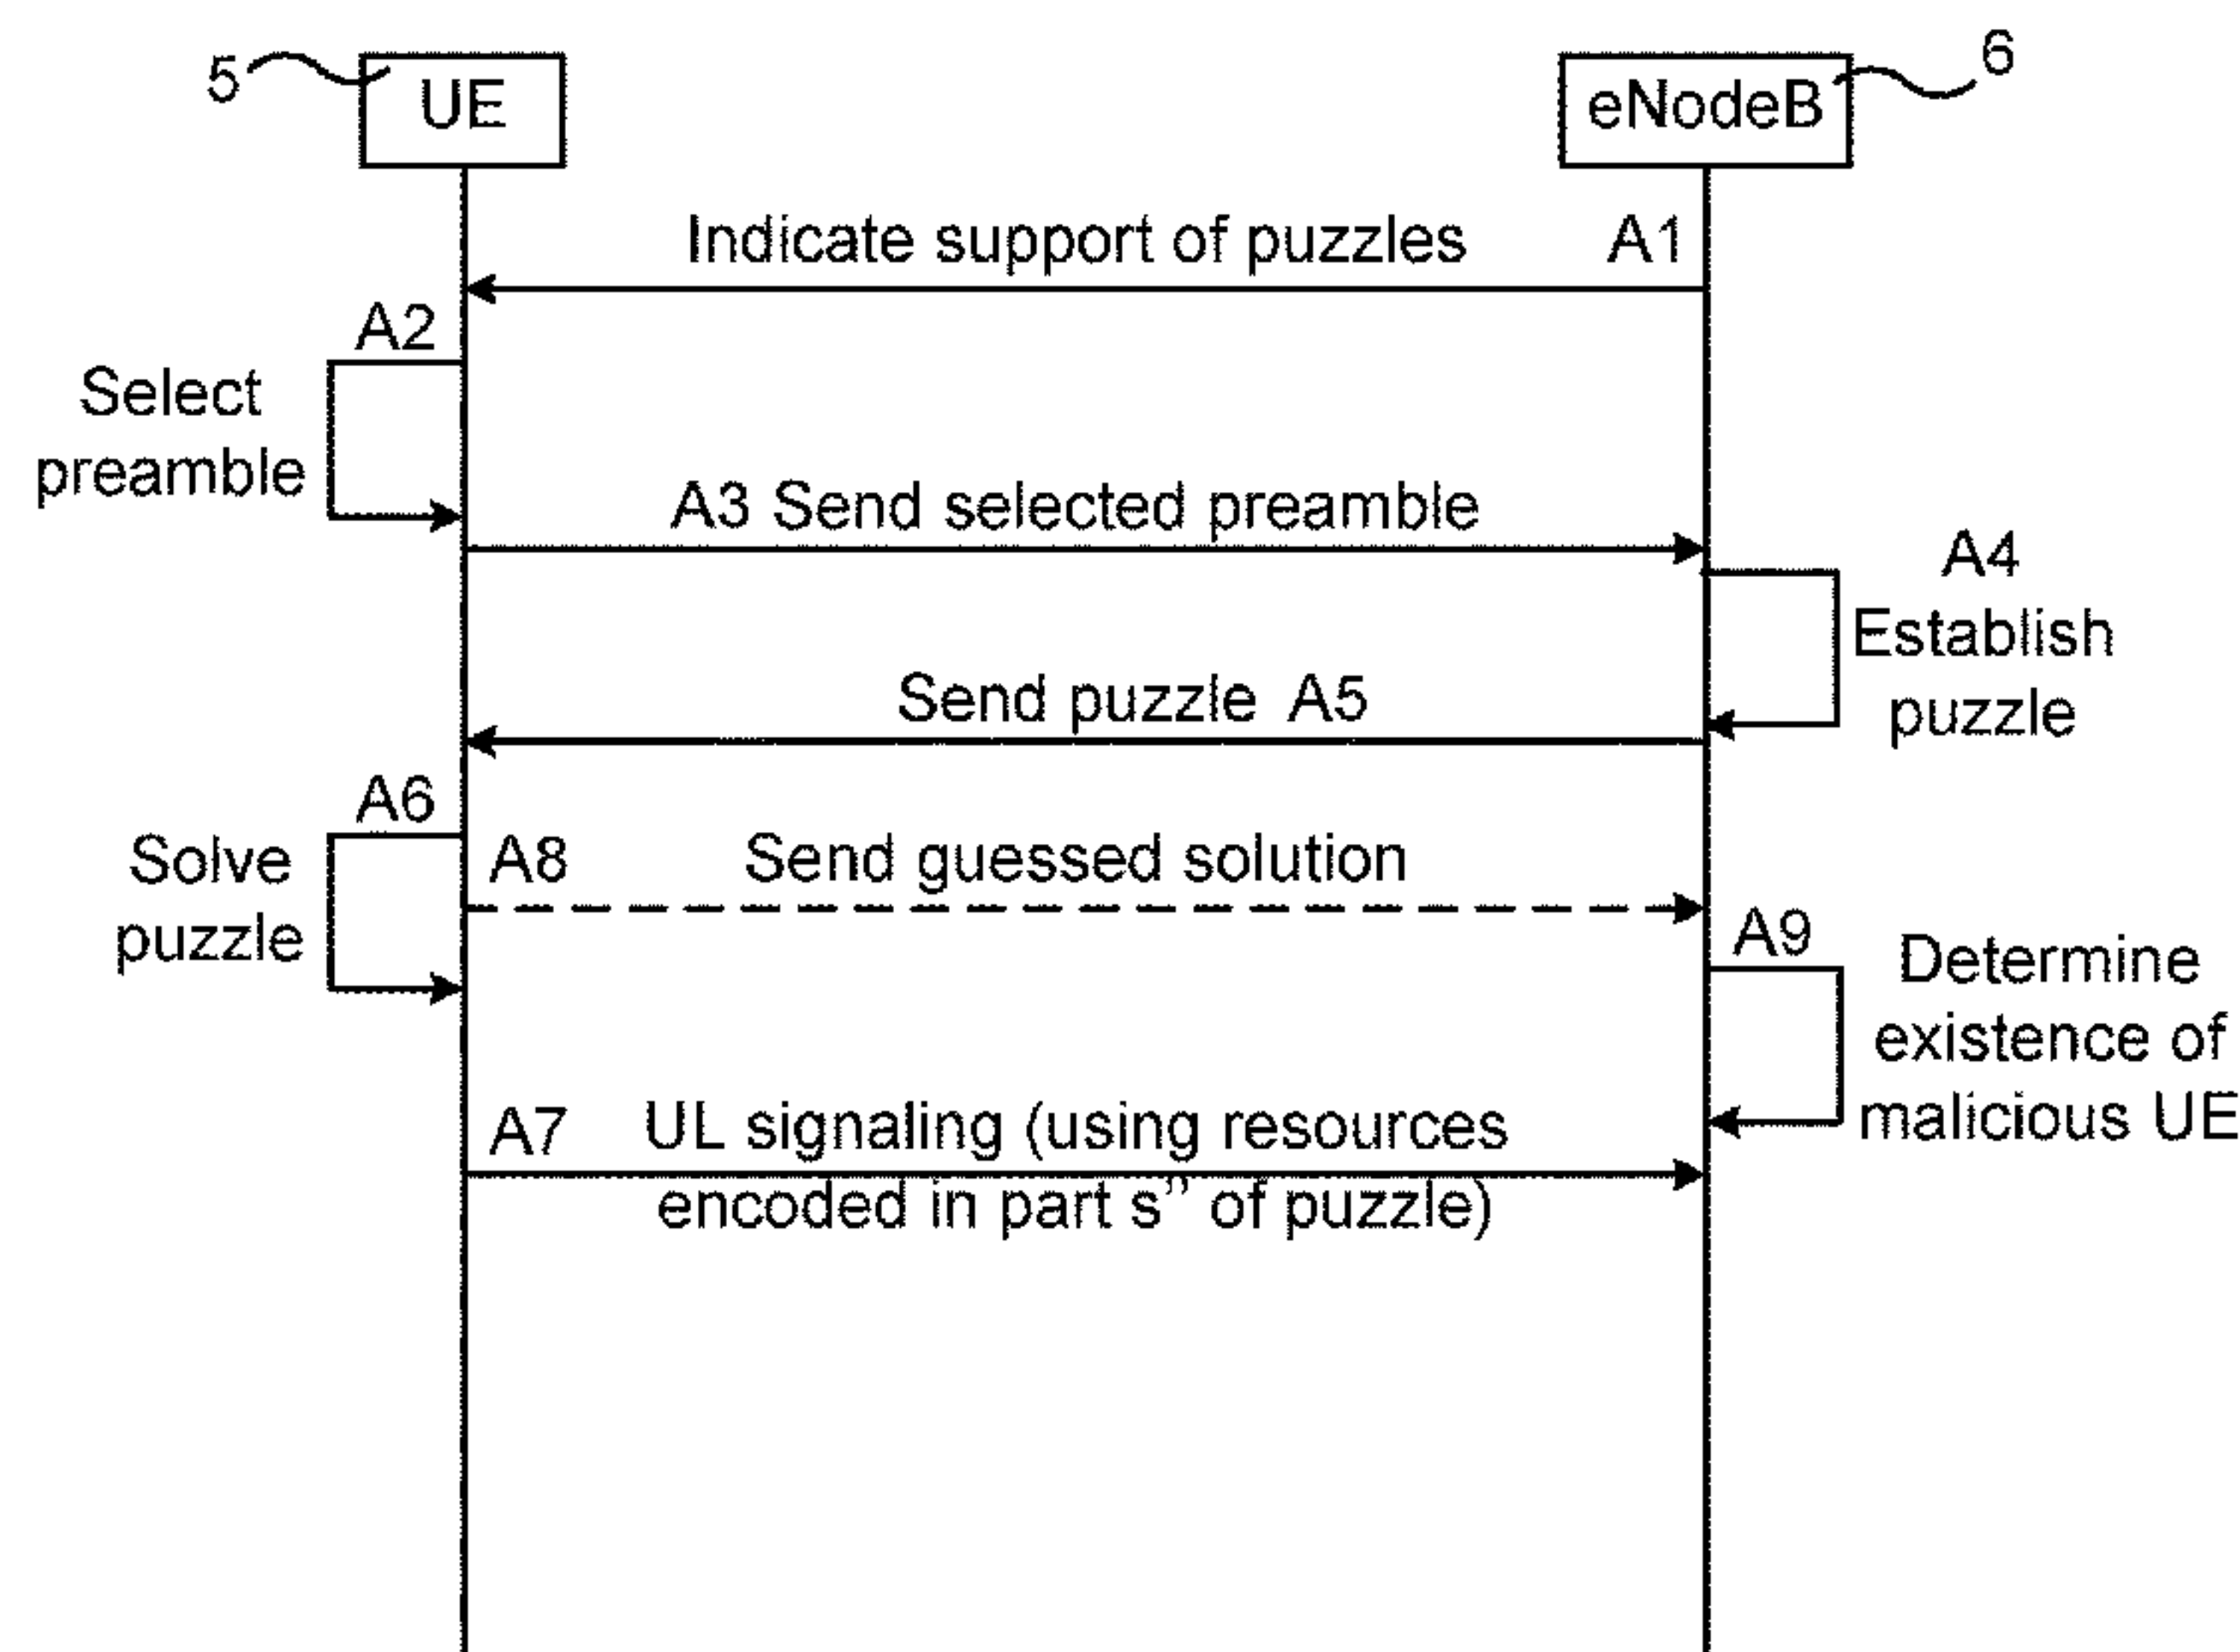 5
UE
eNodeB
6
Indicate support of puzzles
A1
A2
Select
preamble
A3 Send selected preamble
A4
Establish
puzzle
Send puzzle A5
A6
Solve
puzzle
A8
Send guessed solution
A9
Determine
existence of
malicious UE
A7
UL signaling (using resources
encoded in part s" of puzzle)